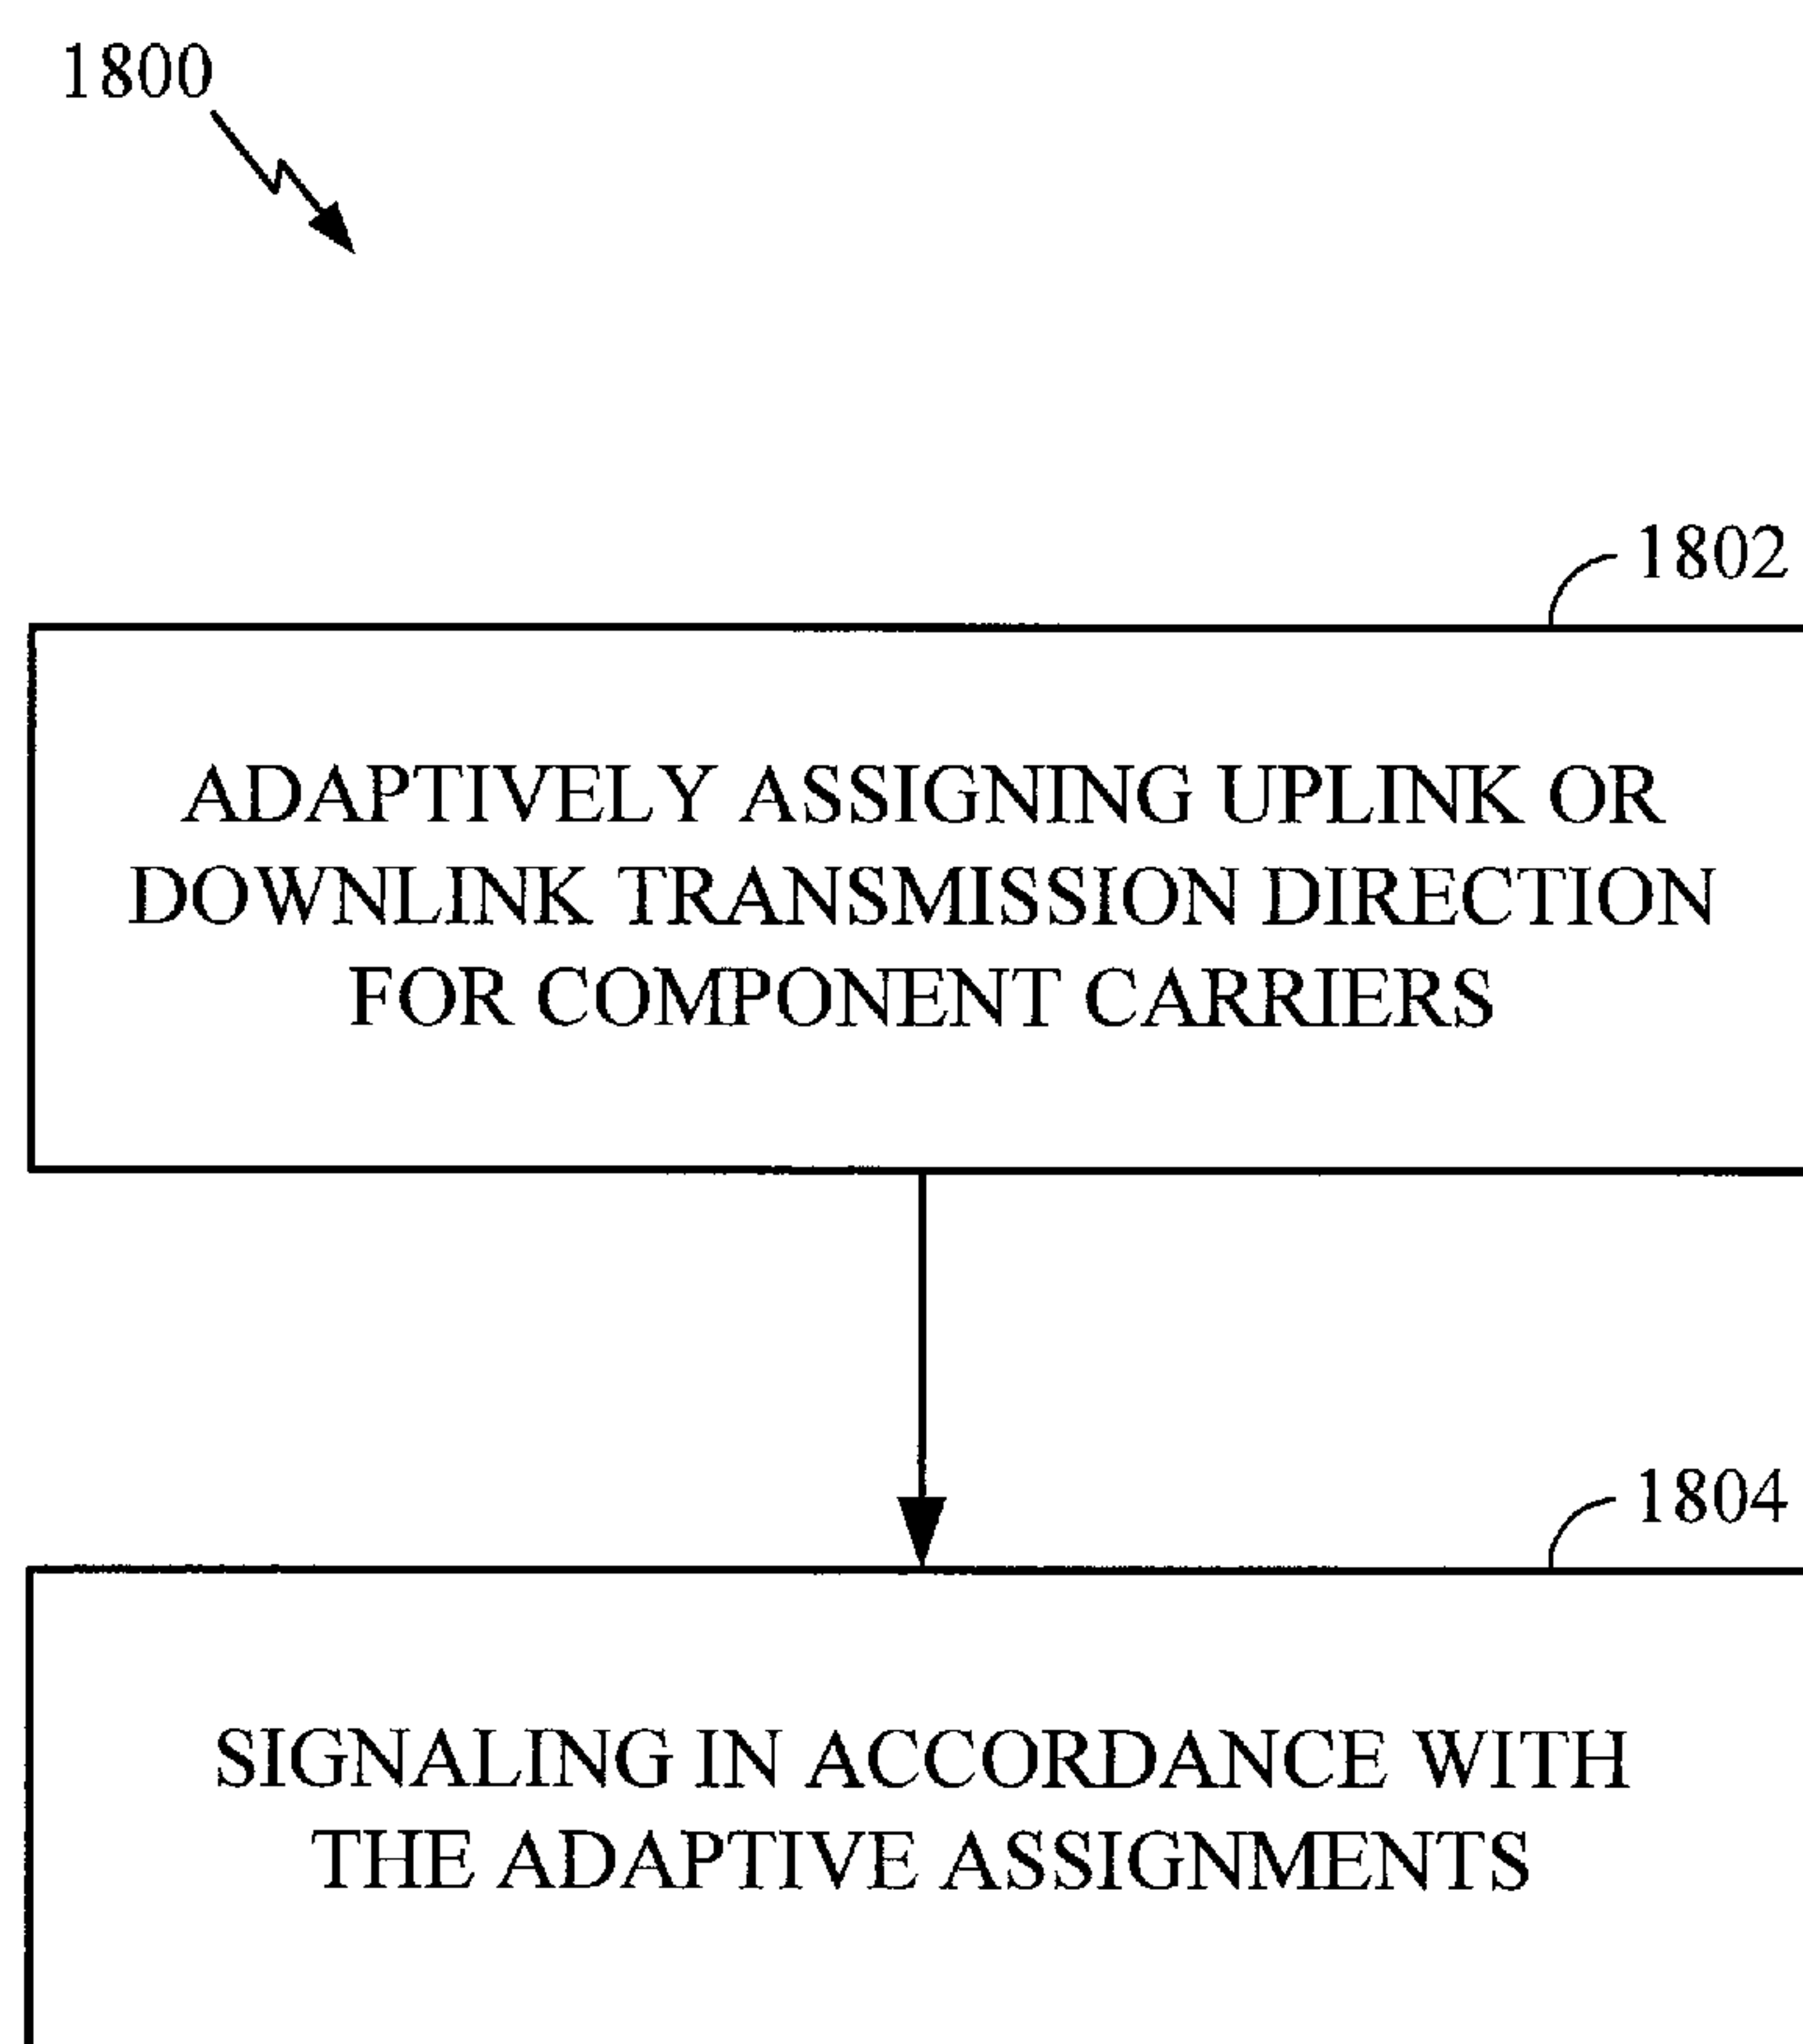 1800
1802
ADAPTIVELY ASSIGNING UPLINK OR
DOWNLINK TRANSMISSION DIRECTION
FOR COMPONENT CARRIERS
1804
SIGNALING IN ACCORDANCE WITH
THE ADAPTIVE ASSIGNMENTS